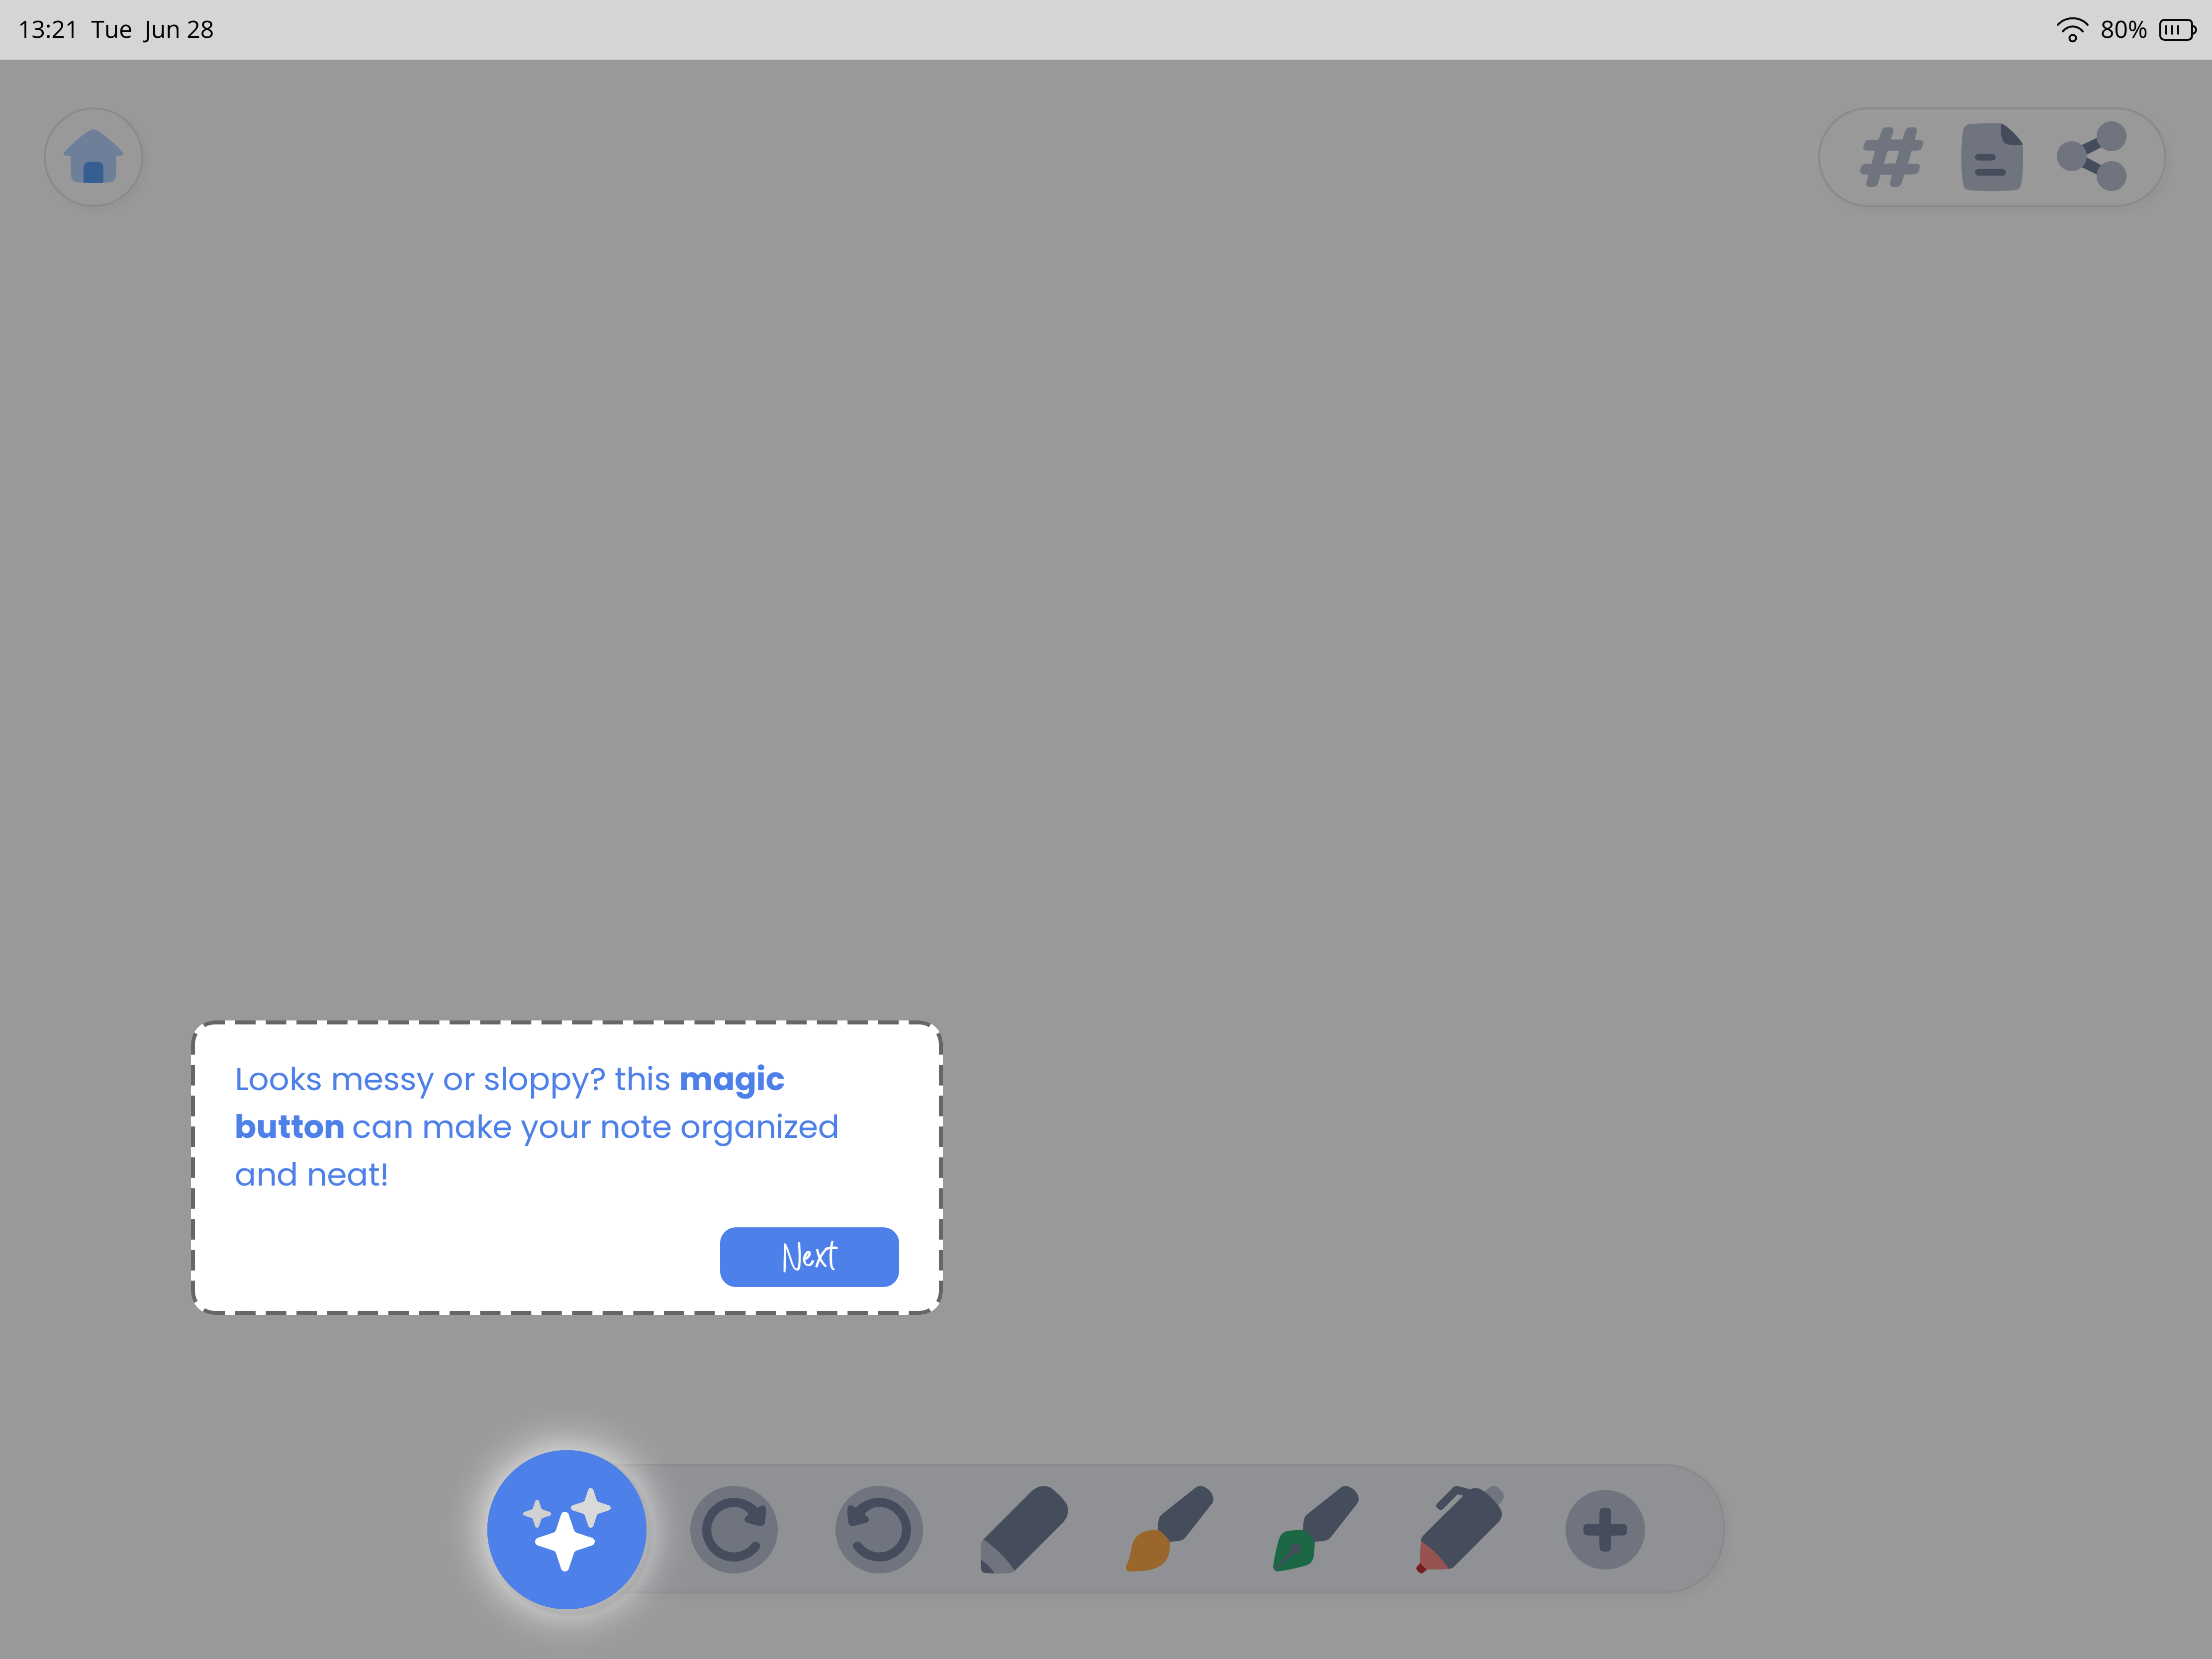 13:21 Tue Jun 28
80%
Looks messy or sloppy? this magic
button can make your note organized
and neat!
Next